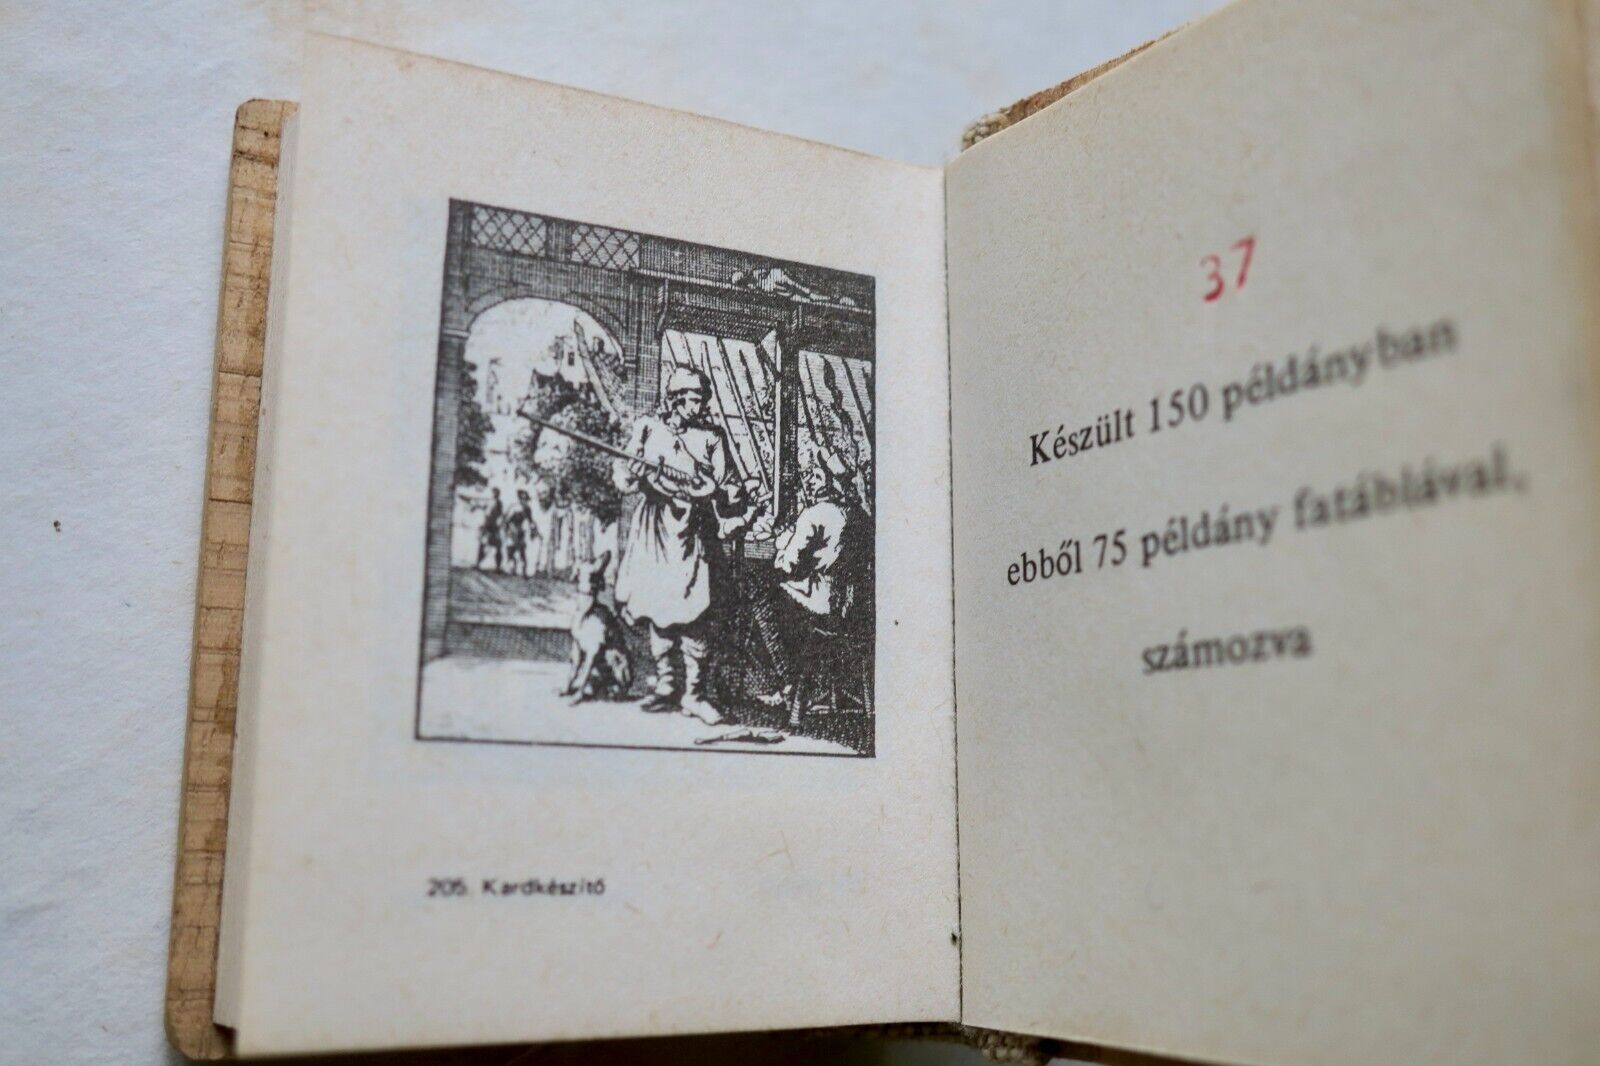 205. Kardkészítő
37
Készült 150 példányban
ebből 75 példány fatáblával,
számozva